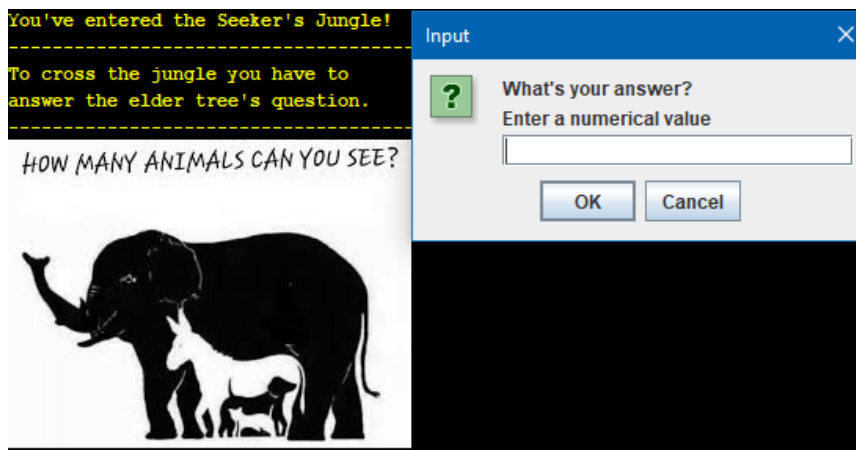 You've entered the Seeker's Jungle!
----------------------------------------
To cross the jungle you have to
answer the elder tree's question.
----------------------------------------
HOW MANY ANIMALS CAN YOU SEE?
Input
?
What's your answer?
Enter a numerical value
OK
Cancel